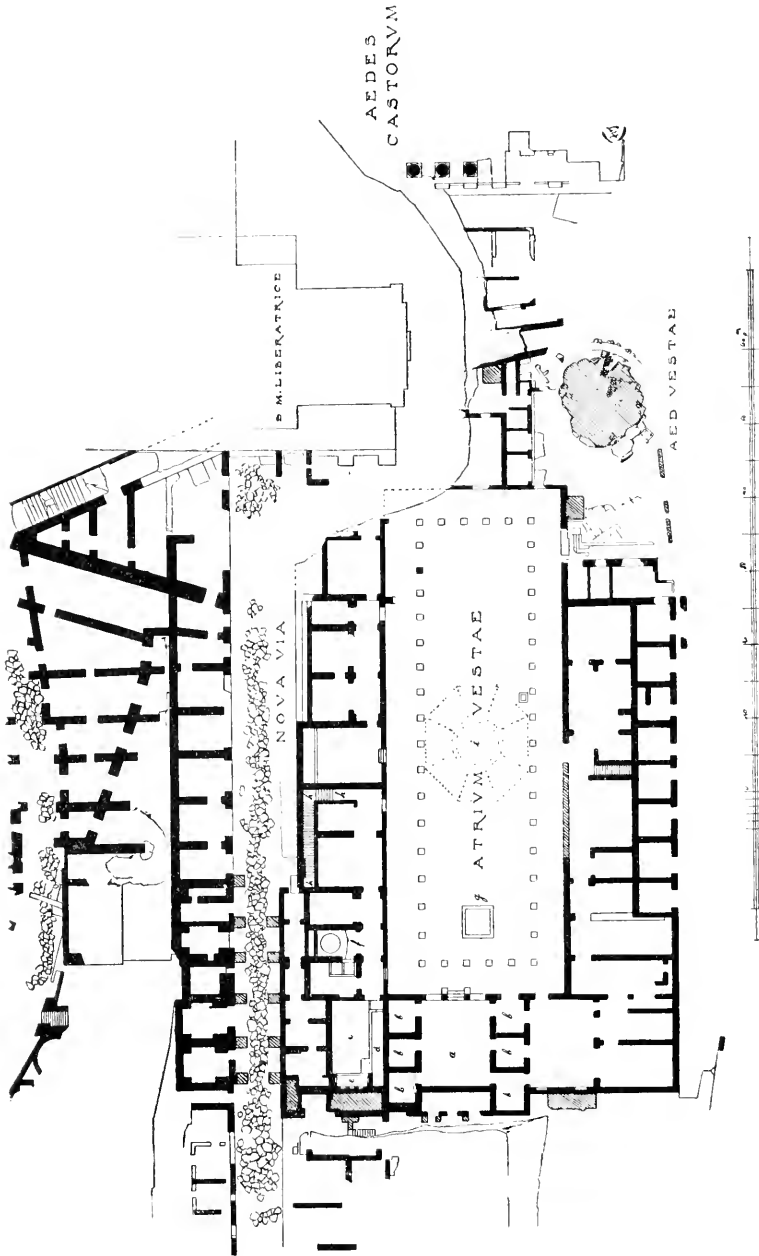 AEDES
CASTORVM
S M. LIBERATRICE
NOVA VIA
AED VESTAE
ATRIVM i VESTAE
g
h
h
f
b
b
b
b
b
b
a
c
d
e